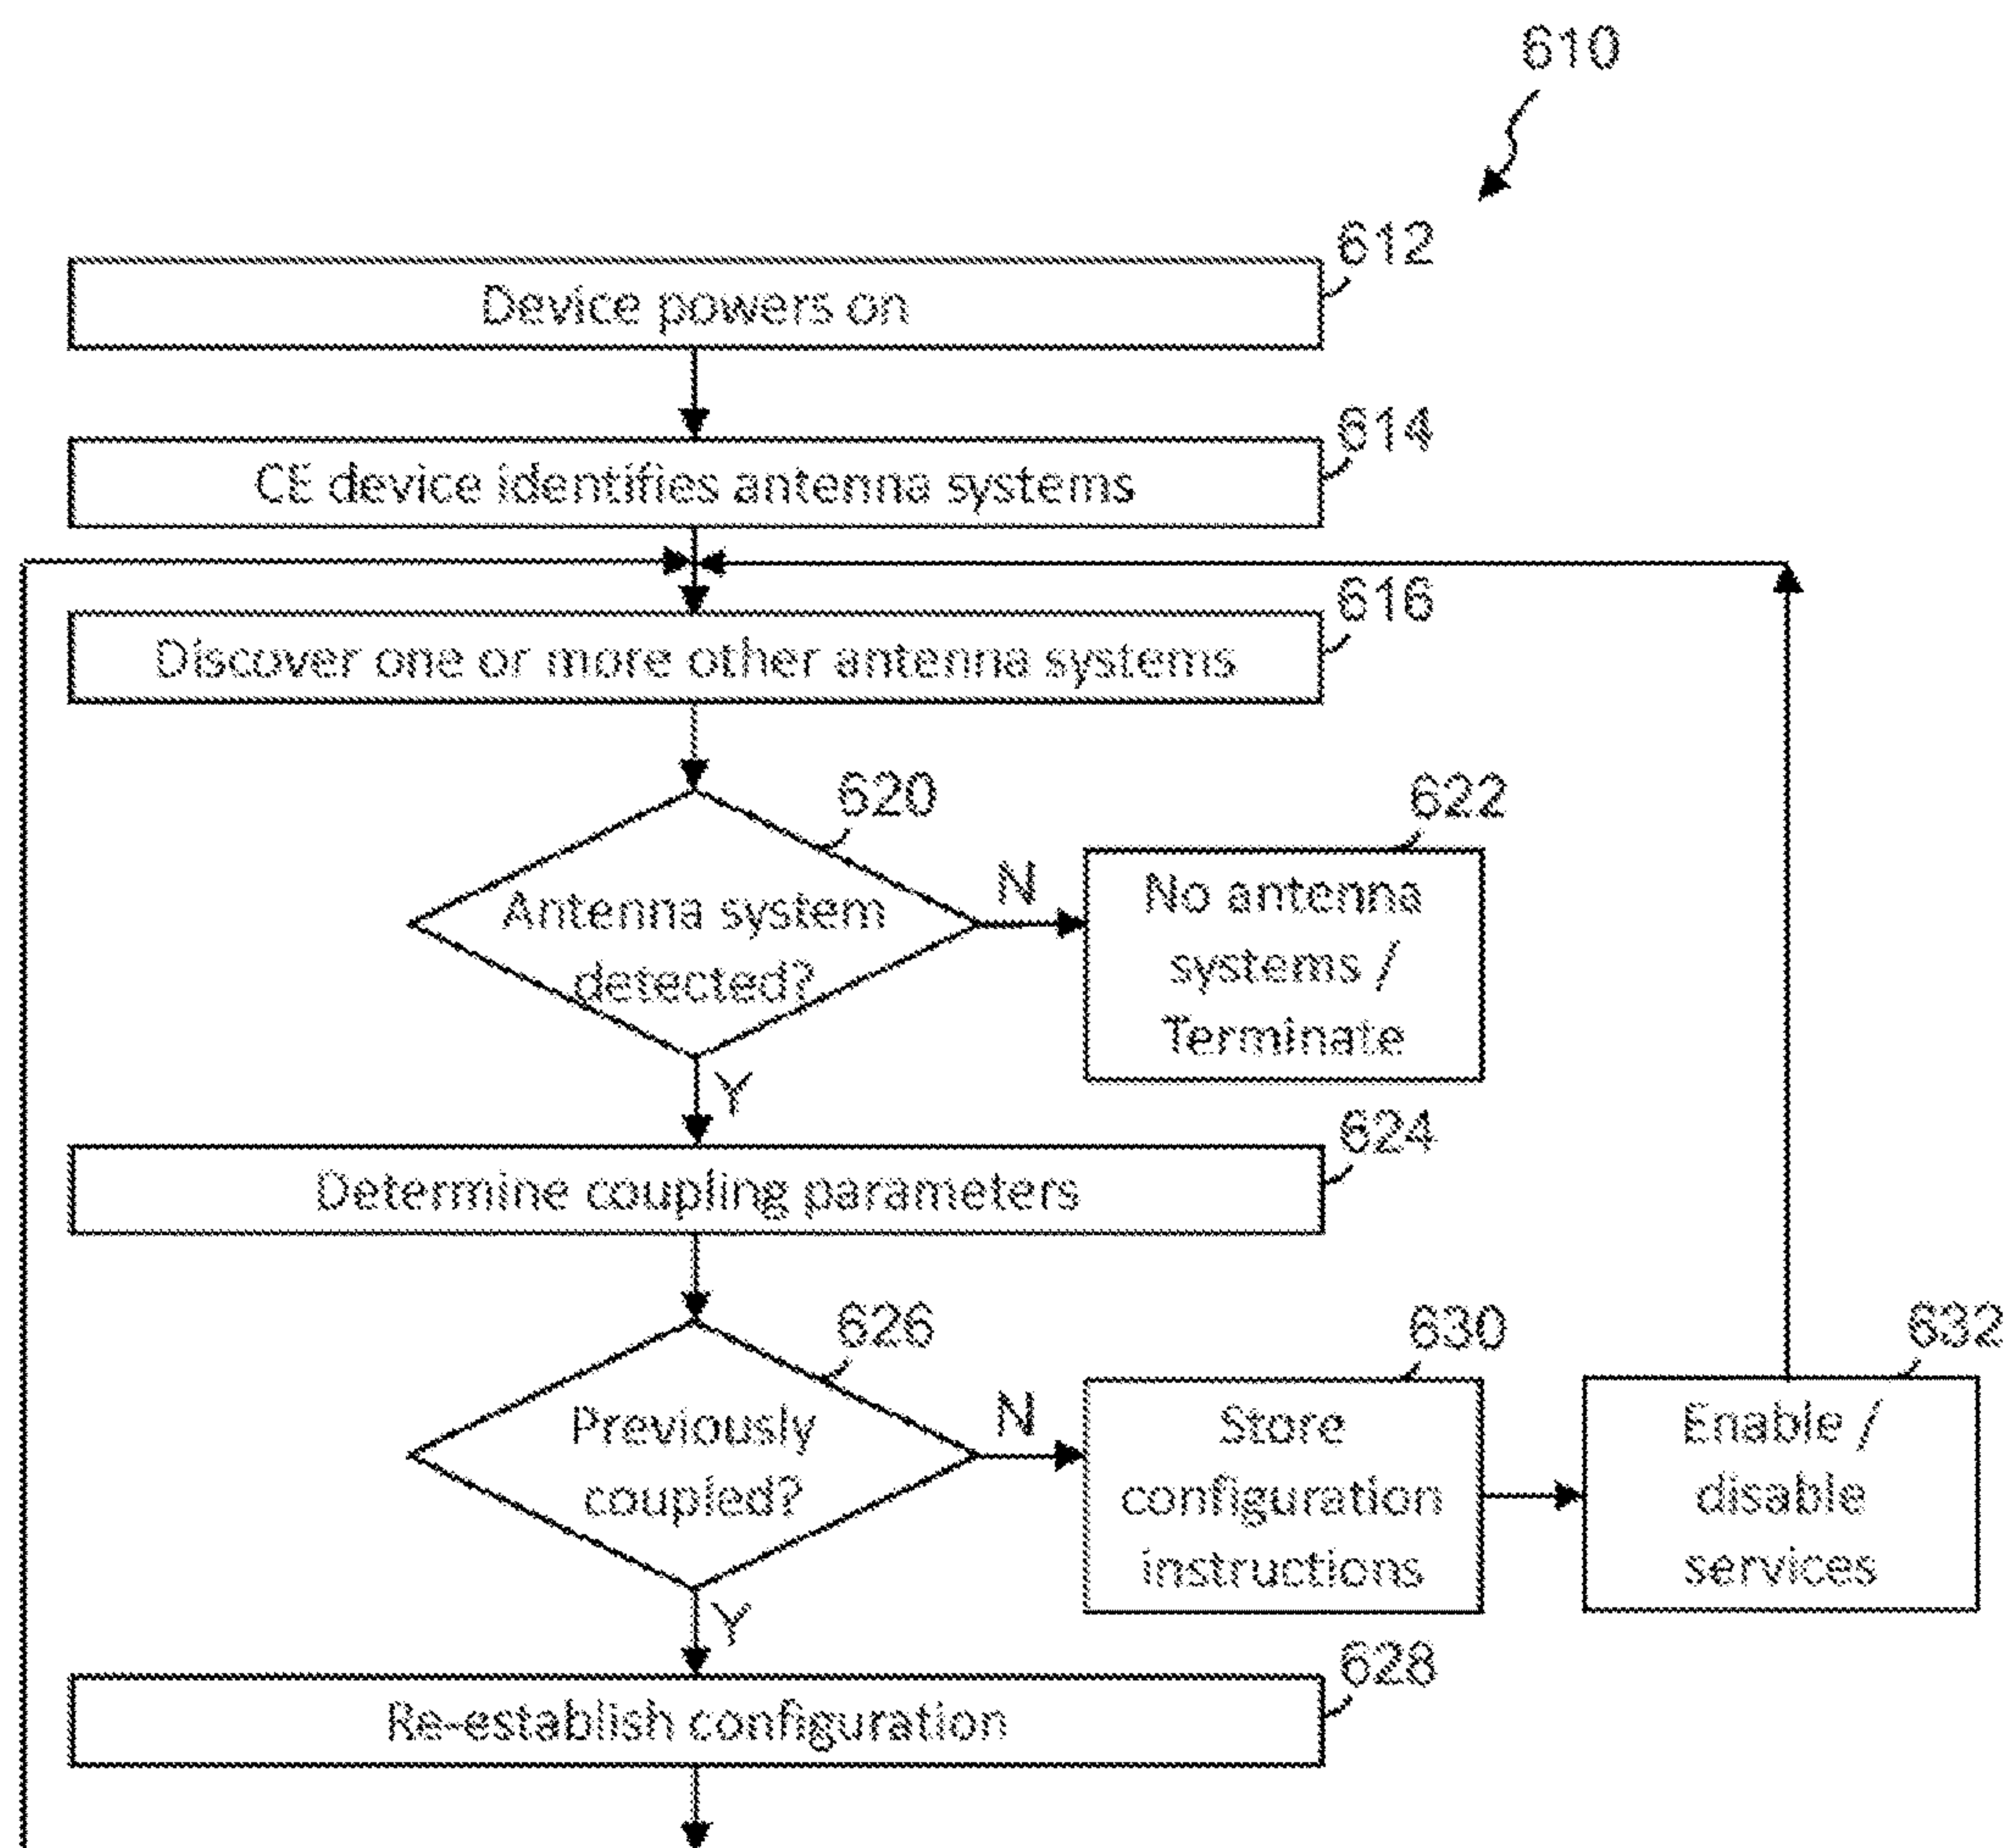 610
612
Device powers on
614
CE device identifies antenna systems
616
Discover one or more other antenna systems
620
Antenna system
detected?
N
622
No antenna
systems /
Terminate
Y
624
Determine coupling parameters
626
Previously
coupled?
N
630
Store
configuration
instructions
632
Enable /
disable
services
Y
628
Re-establish configuration